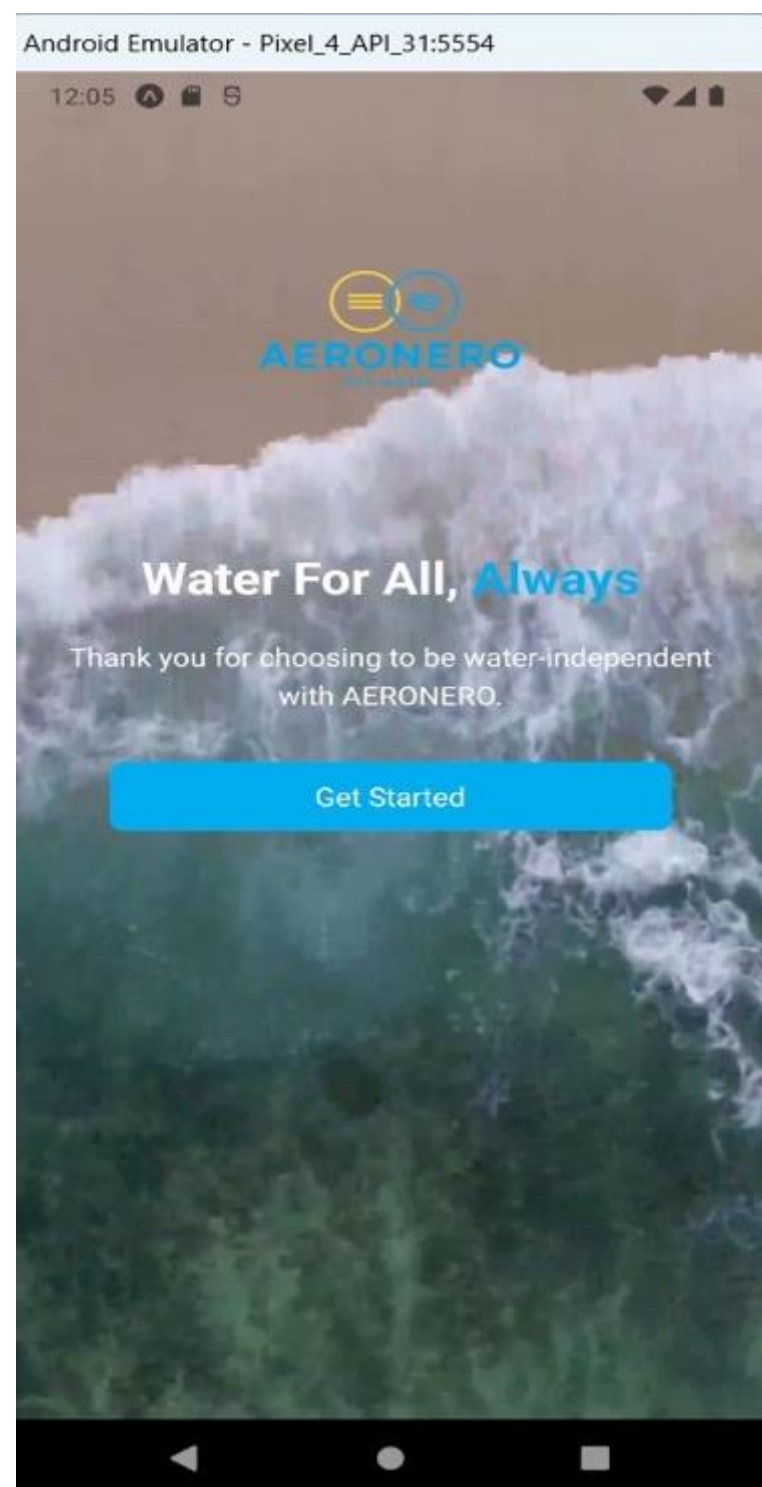 Android Emulator - Pixel_4_API_31:5554
12:05
AERONERO
Water For All, Always
Thank you for choosing to be water-independent
with AERONERO.
Get Started